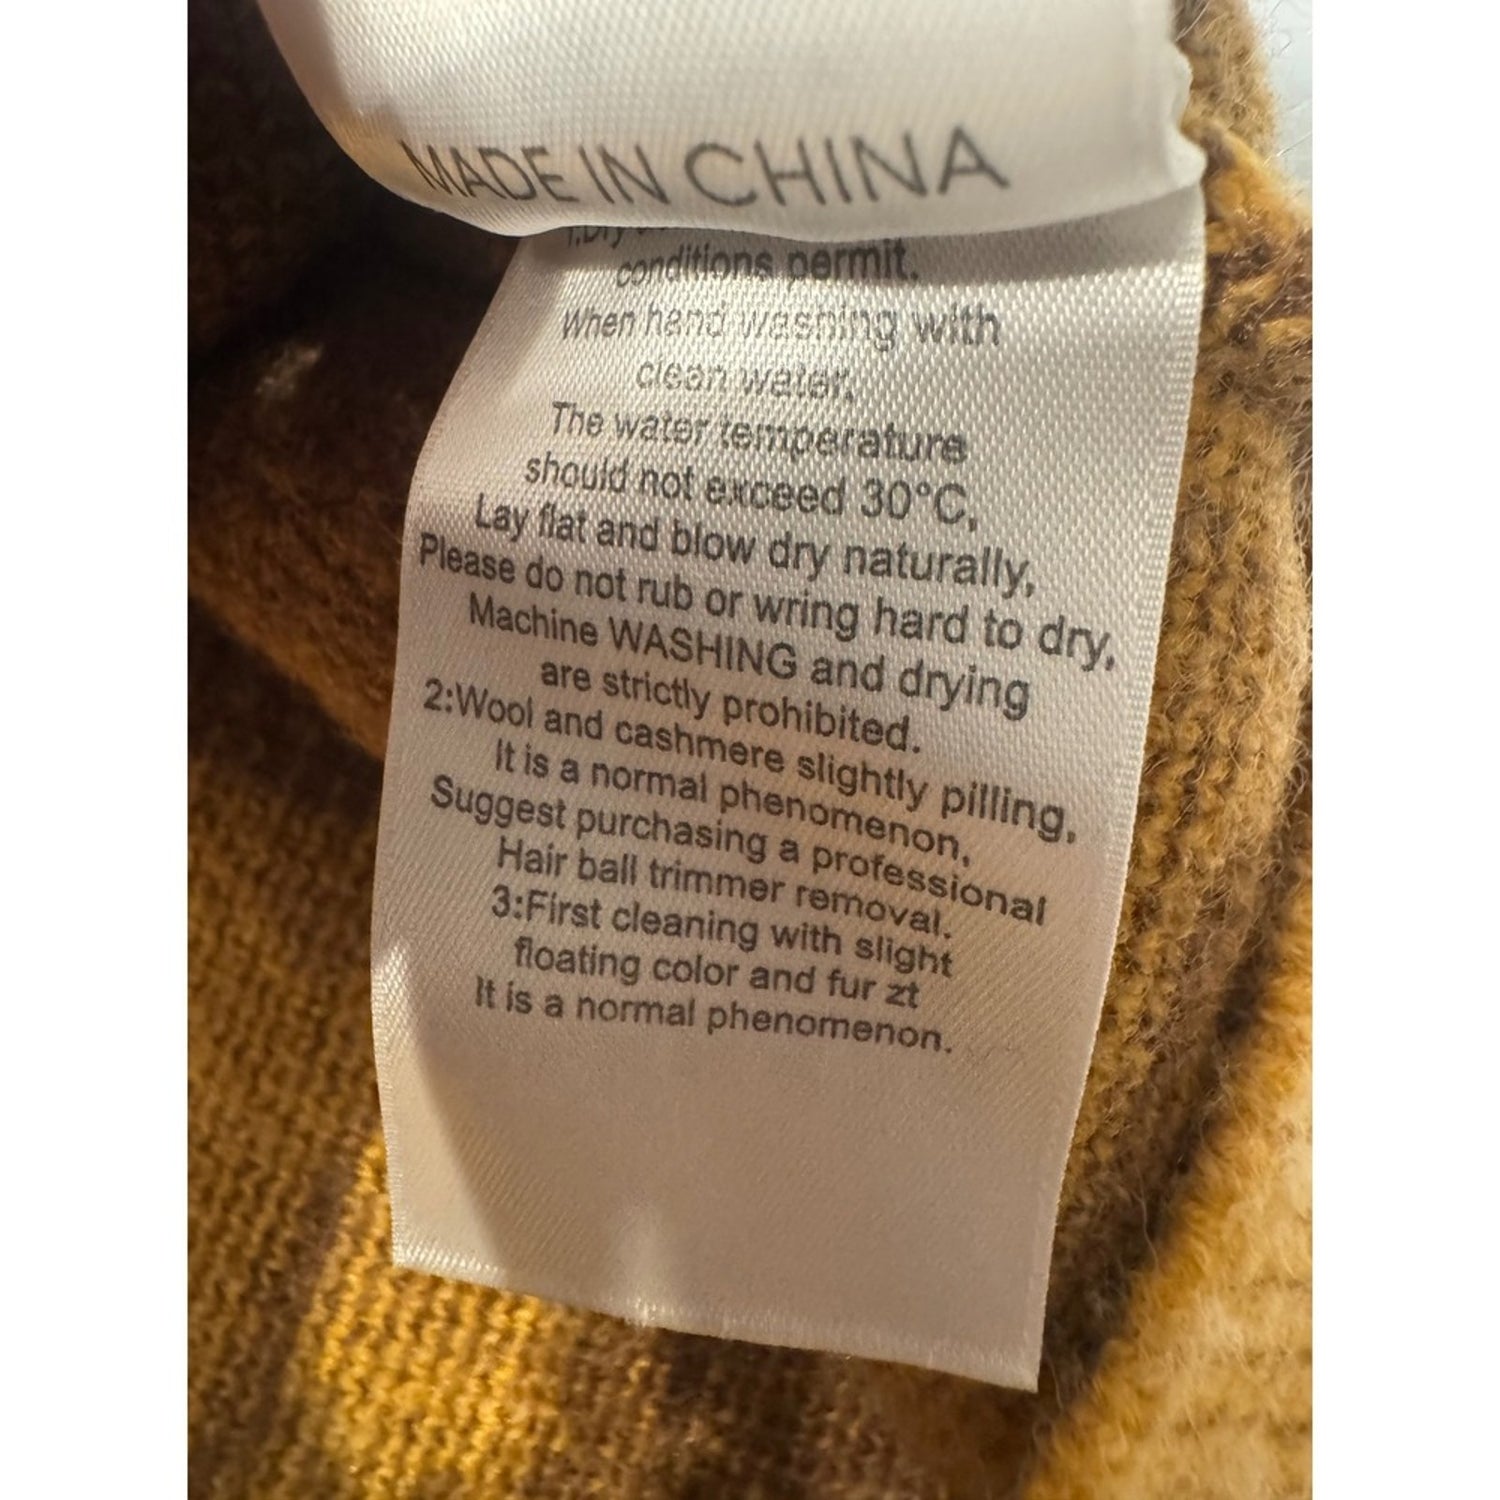 MADE IN CHINA
1.Dry
conditions permit.
When hand washing with
clean water,
The water temperature
should not exceed 30°C,
Lay flat and blow dry naturally,
Please do not rub or wring hard to dry,
Machine WASHING and drying
are strictly prohibited.
2:Wool and cashmere slightly pilling,
It is a normal phenomenon,
Suggest purchasing a professional
Hair ball trimmer removal.
3:First cleaning with slight
floating color and fur zt
It is a normal phenomenon.